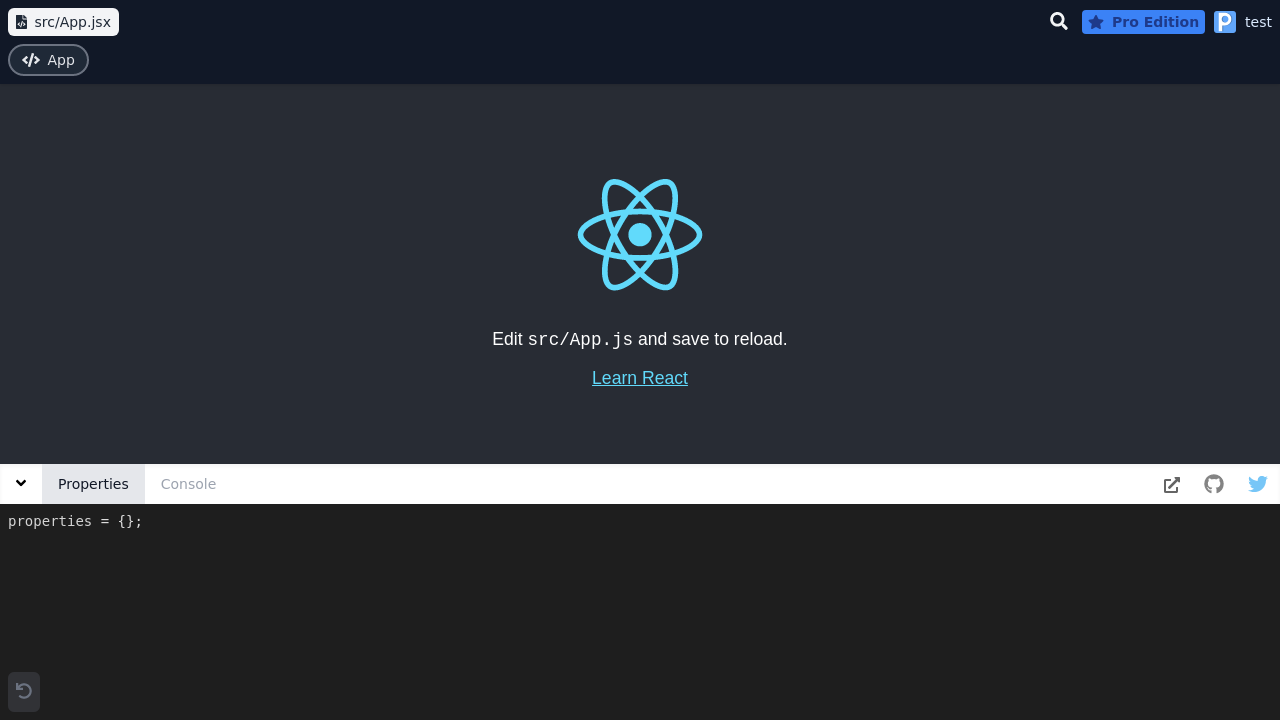 src/App.jsx
Pro Edition
test
App
Edit src/App.js and save to reload.
Learn React
Properties
Console
properties = {};